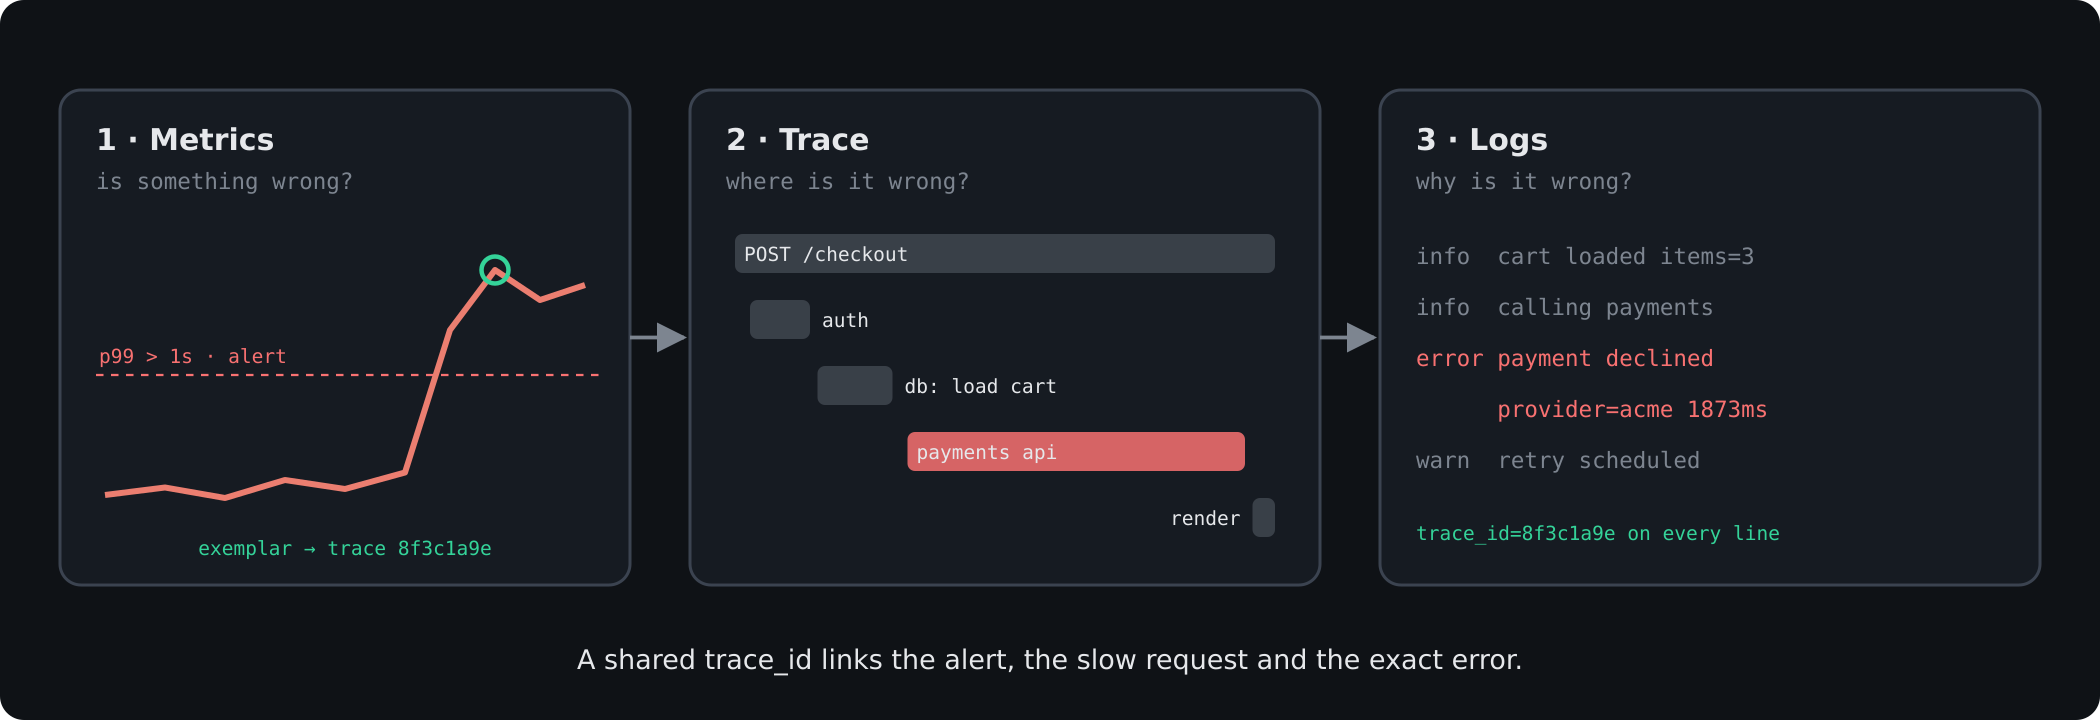 1 · Metrics
is something wrong?
p99 > 1s · alert
exemplar → trace 8f3c1a9e
2 · Trace
where is it wrong?
POST /checkout
auth
db: load cart
payments api
render
3 · Logs
why is it wrong?
info  cart loaded items=3
info  calling payments
error payment declined
provider=acme 1873ms
warn  retry scheduled
trace_id=8f3c1a9e on every line
A shared trace_id links the alert, the slow request and the exact error.